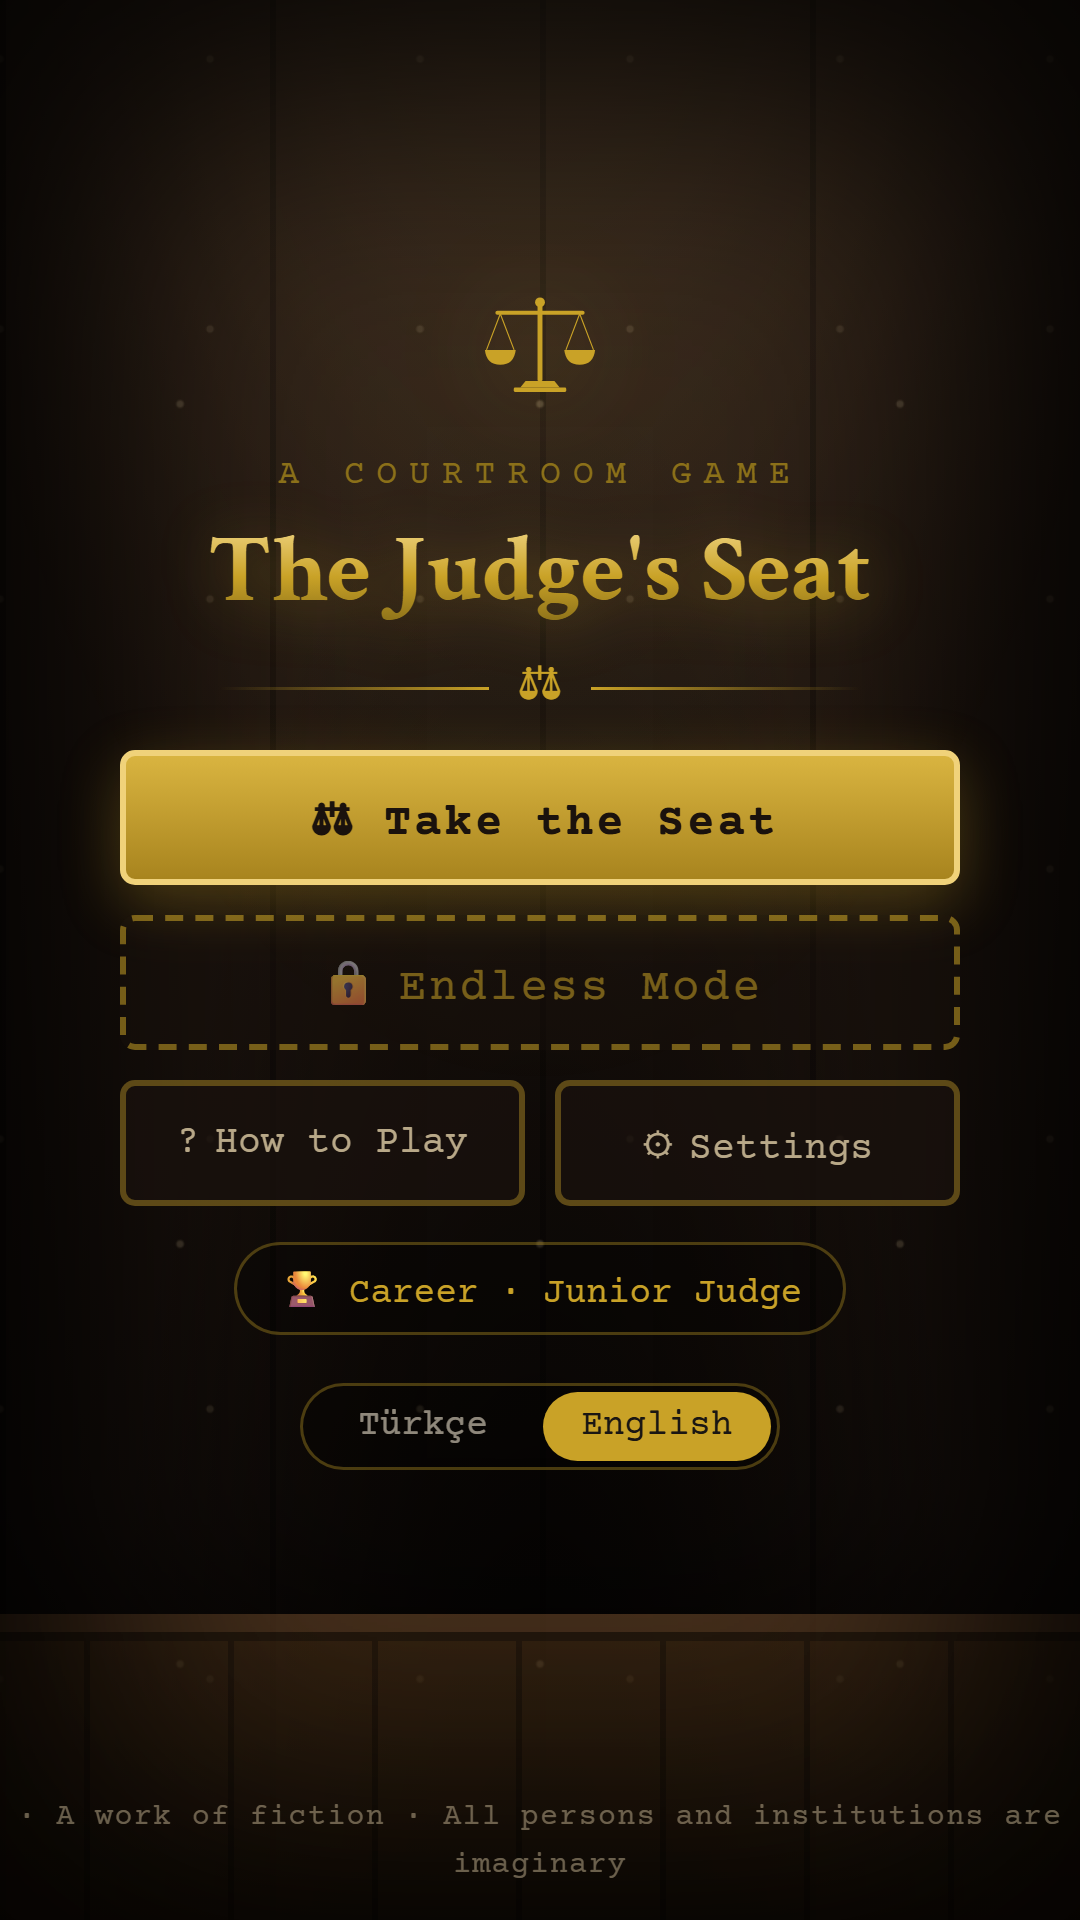 A COURTROOM GAME
The Judge's Seat
⚖ Take the Seat
🔒 Endless Mode
? How to Play
⚙ Settings
🏆 Career · Junior Judge
Türkçe
English
· A work of fiction · All persons and institutions are
imaginary